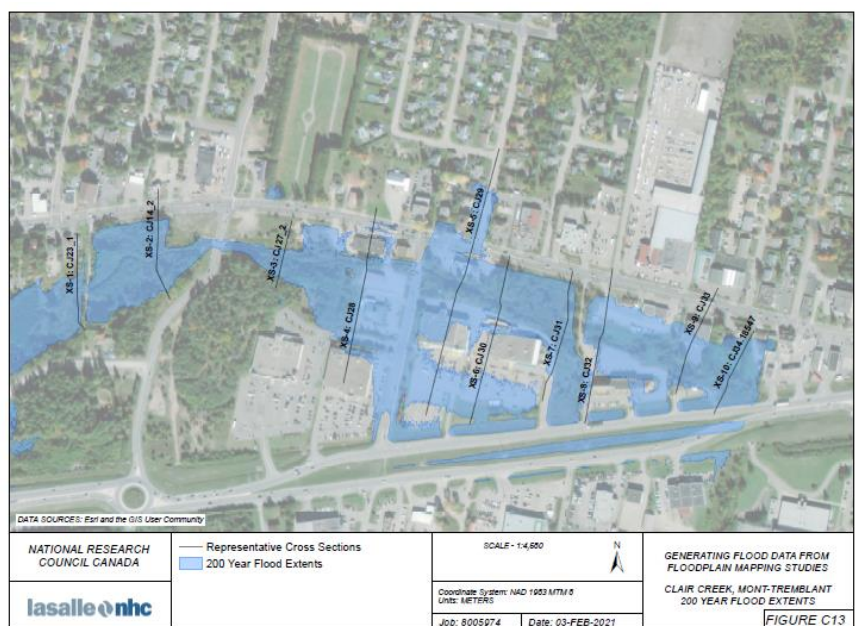 XS-1: CJ23_1
XS-2: CJ14_2
XS-3: CJ27_2
XS-4: CJ28
XS-5: CJ29
XS-6: CJ30
XS-7: CJ31
XS-8: CJ32
XS-9: CJ33
XS-10: CJ34.18547
DATA SOURCES: Esri and the GIS User Community
NATIONAL RESEARCH
COUNCIL CANADA
lasalle nhc
Representative Cross Sections
200 Year Flood Extents
SCALE - 1:4,550
N
Coordinate System: NAD 1983 MTM 8
Units: METERS
Job: 8005974
Date: 03-FEB-2021
GENERATING FLOOD DATA FROM
FLOODPLAIN MAPPING STUDIES
CLAIR CREEK, MONT-TREMBLANT
200 YEAR FLOOD EXTENTS
FIGURE C13